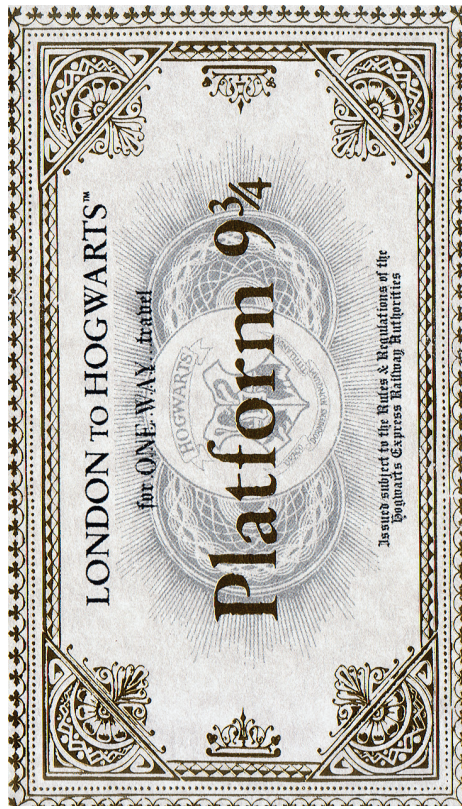 LONDON TO HOGWARTS™
for ONE WAY travel
Platform 9¾
HOGWARTS
Issued subject to the Rules & Regulations of the
Hogwarts Express Railway Authorities